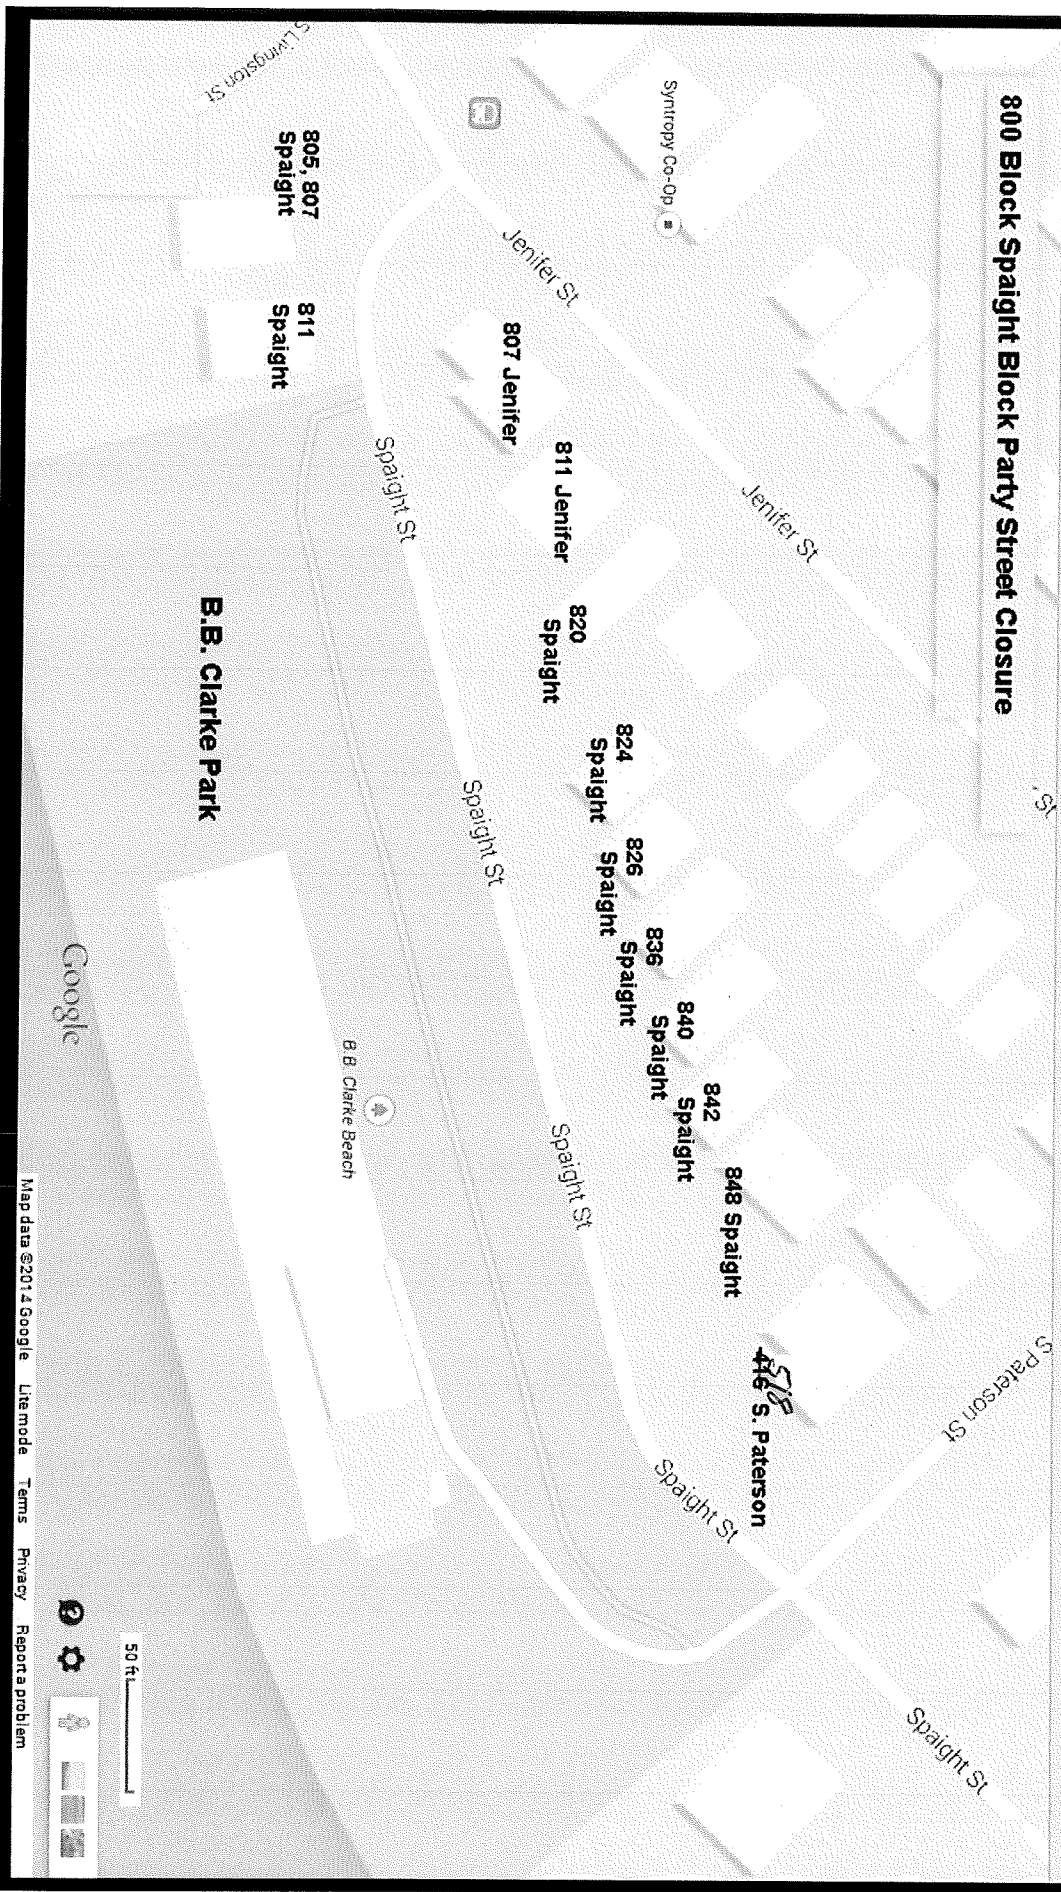 800 Block Spaight Block Party Street Closure
, St
Syntropy Co-Op
S Livingston St
Jenifer St
Jenifer St
805, 807
Spaight
811
Spaight
807 Jenifer
811 Jenifer
820
Spaight
824
Spaight
826
Spaight
836
Spaight
840
Spaight
842
Spaight
848 Spaight
518
416 S. Paterson
S Paterson St
Spaight St
Spaight St
Spaight St
Spaight St
Spaight St
B.B. Clarke Park
B.B. Clarke Beach
Google
50 ft
Map data ©2014 Google Lite mode Terms Privacy Report a problem